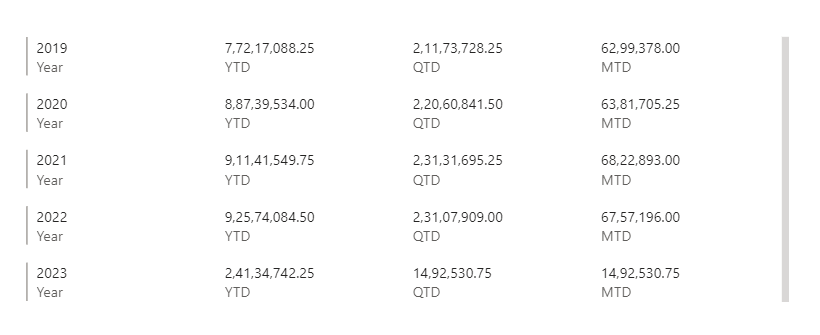 2019 7,72,17,088.25 2,11,73,728.25 62,99,378.00
Year YTD QTD MTD
2020 8,87,39,534.00 2,20,60,841.50 63,81,705.25
Year YTD QTD MTD
2021 9,11,41,549.75 2,31,31,695.25 68,22,893.00
Year YTD QTD MTD
2022 9,25,74,084.50 2,31,07,909.00 67,57,196.00
Year YTD QTD MTD
2023 2,41,34,742.25 14,92,530.75 14,92,530.75
Year YTD QTD MTD